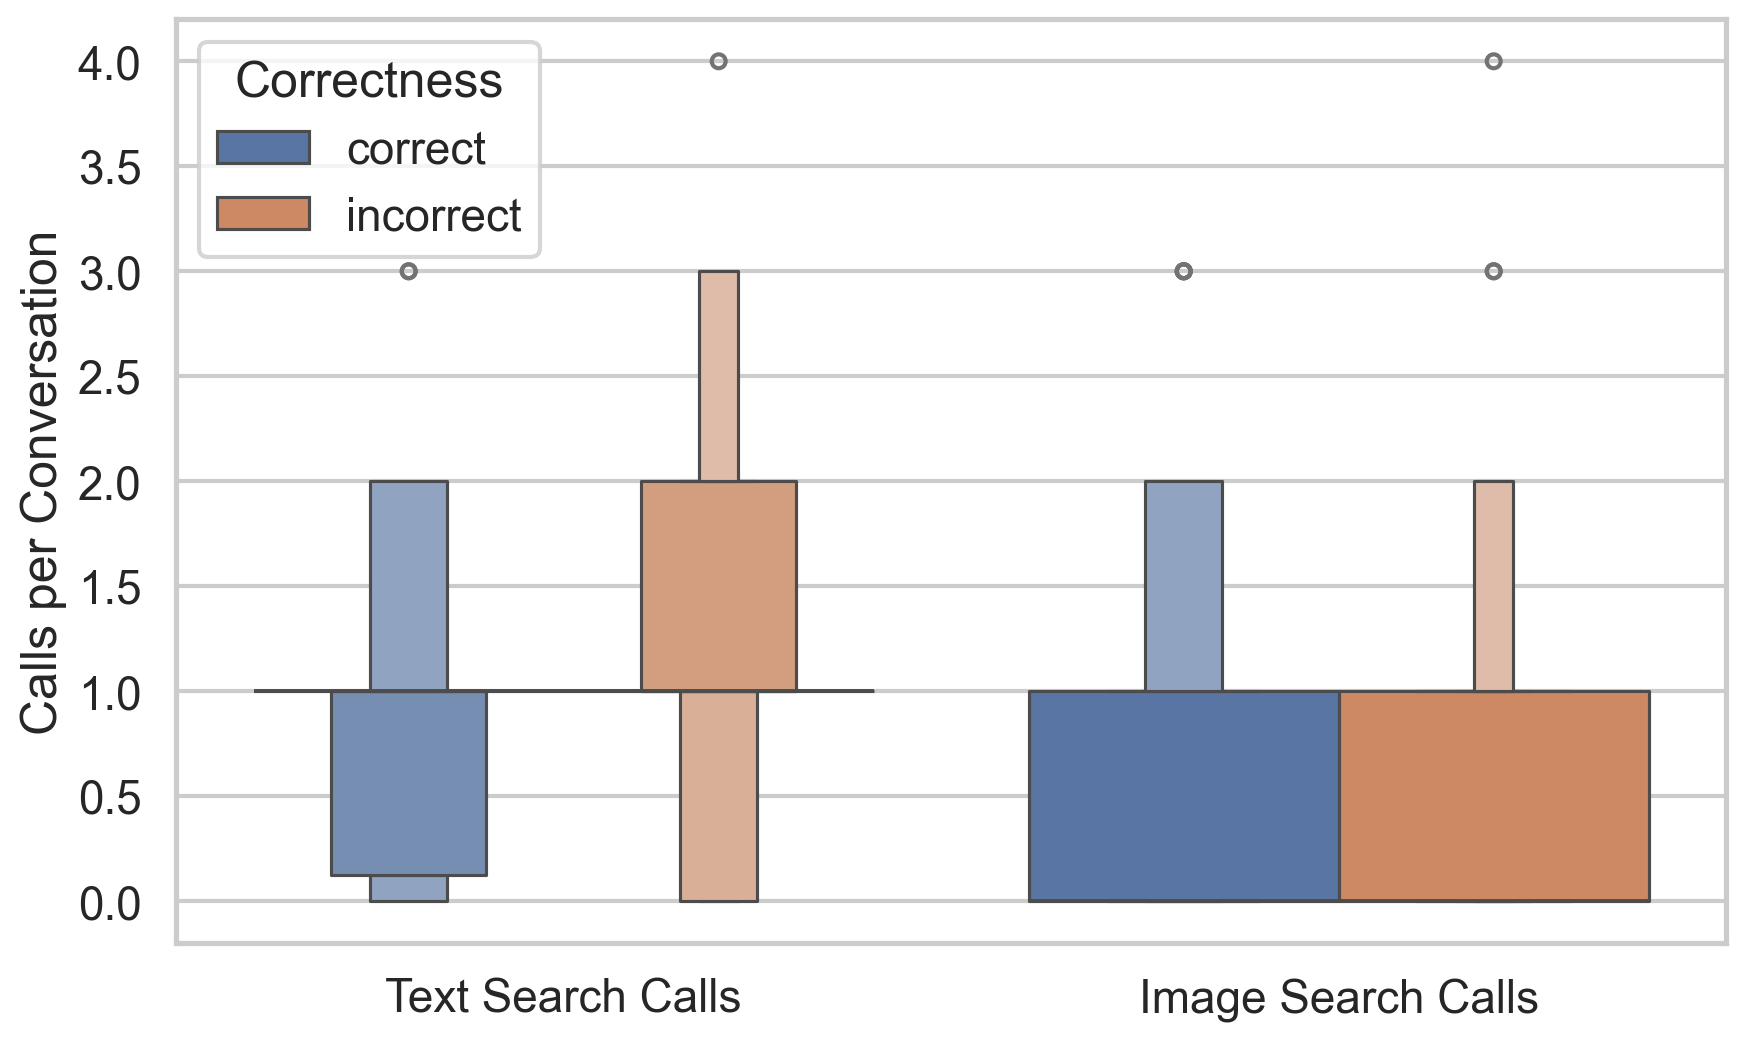 Correctness
correct
incorrect
Calls per Conversation
4.0
3.5
3.0
2.5
2.0
1.5
1.0
0.5
0.0
Text Search Calls
Image Search Calls